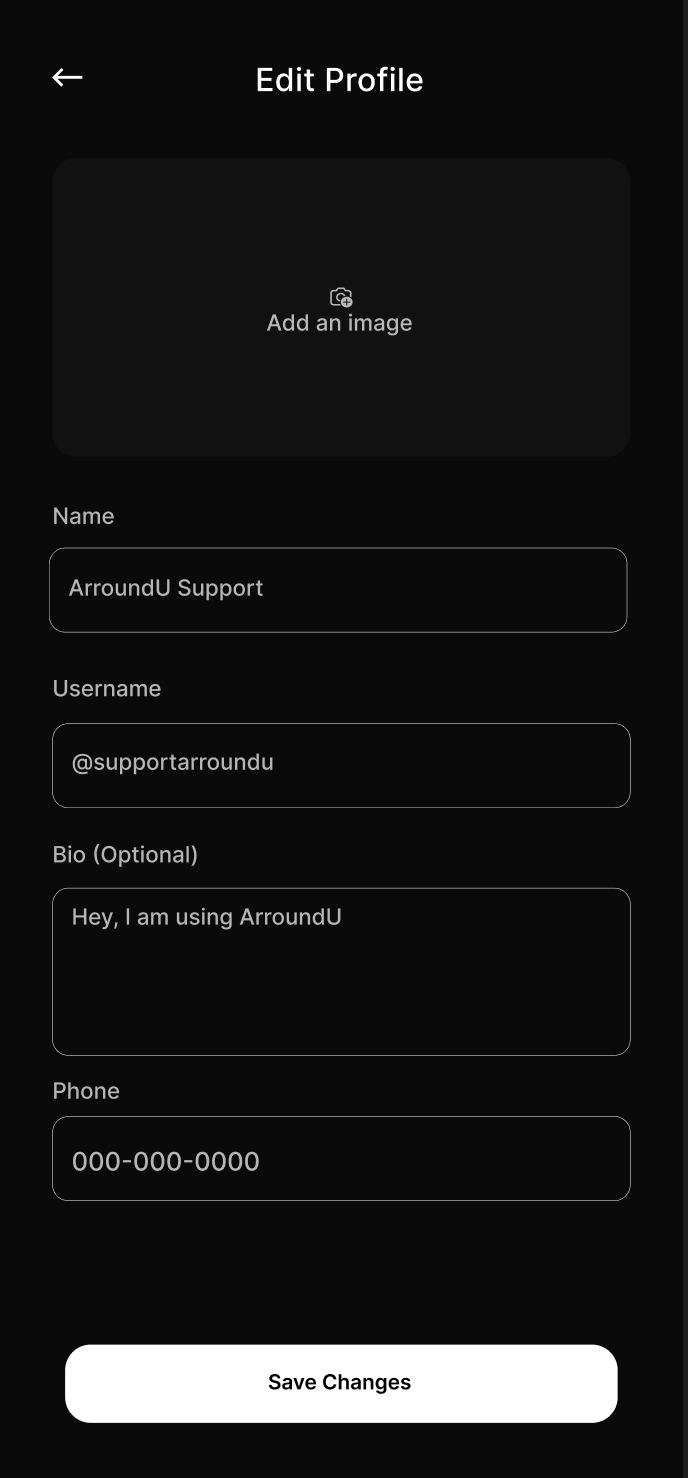 Edit Profile
Add an image
Name
ArroundU Support
Username
@supportarroundu
Bio (Optional)
Hey, I am using ArroundU
Phone
000-000-0000
Save Changes